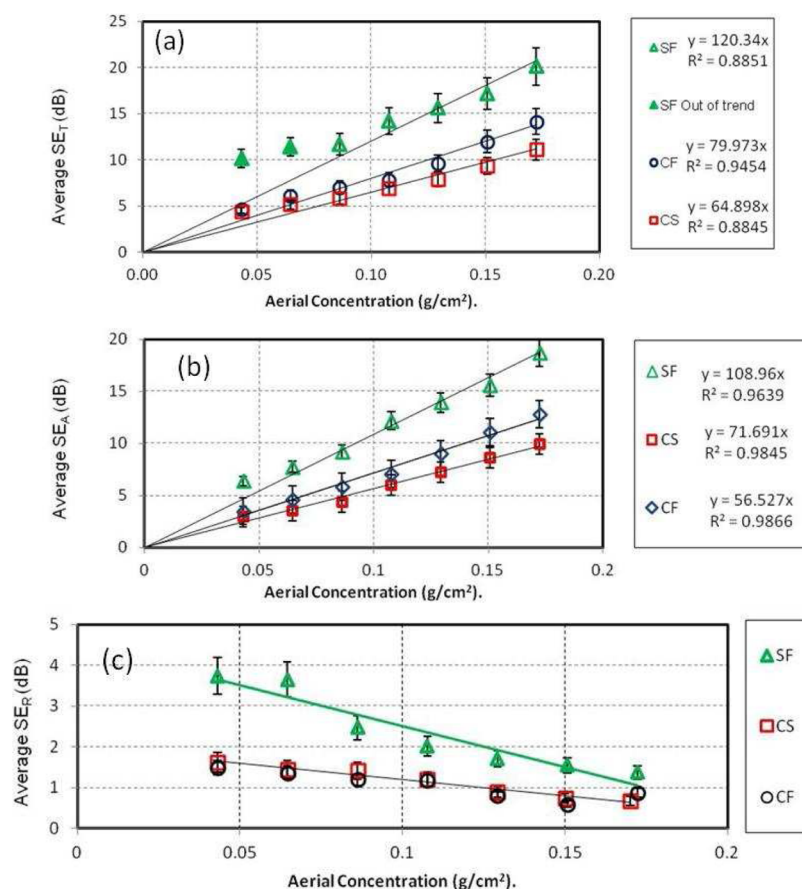 (a)
25
20
15
10
5
0
Average SE_T (dB)
0.00 0.05 0.10 0.15 0.20
Aerial Concentration (g/cm²).
SF y = 120.34x
R² = 0.8851
SF Out of trend
CF y = 79.973x
R² = 0.9454
CS y = 64.898x
R² = 0.8845
(b)
20
15
10
5
0
Average SE_A (dB)
0 0.05 0.1 0.15 0.2
Aerial Concentration (g/cm²).
SF y = 108.96x
R² = 0.9639
CS y = 71.691x
R² = 0.9845
CF y = 56.527x
R² = 0.9866
(c)
5
4
3
2
1
0
Average SE_R (dB)
0 0.05 0.1 0.15 0.2
Aerial Concentration (g/cm²).
SF
CS
CF